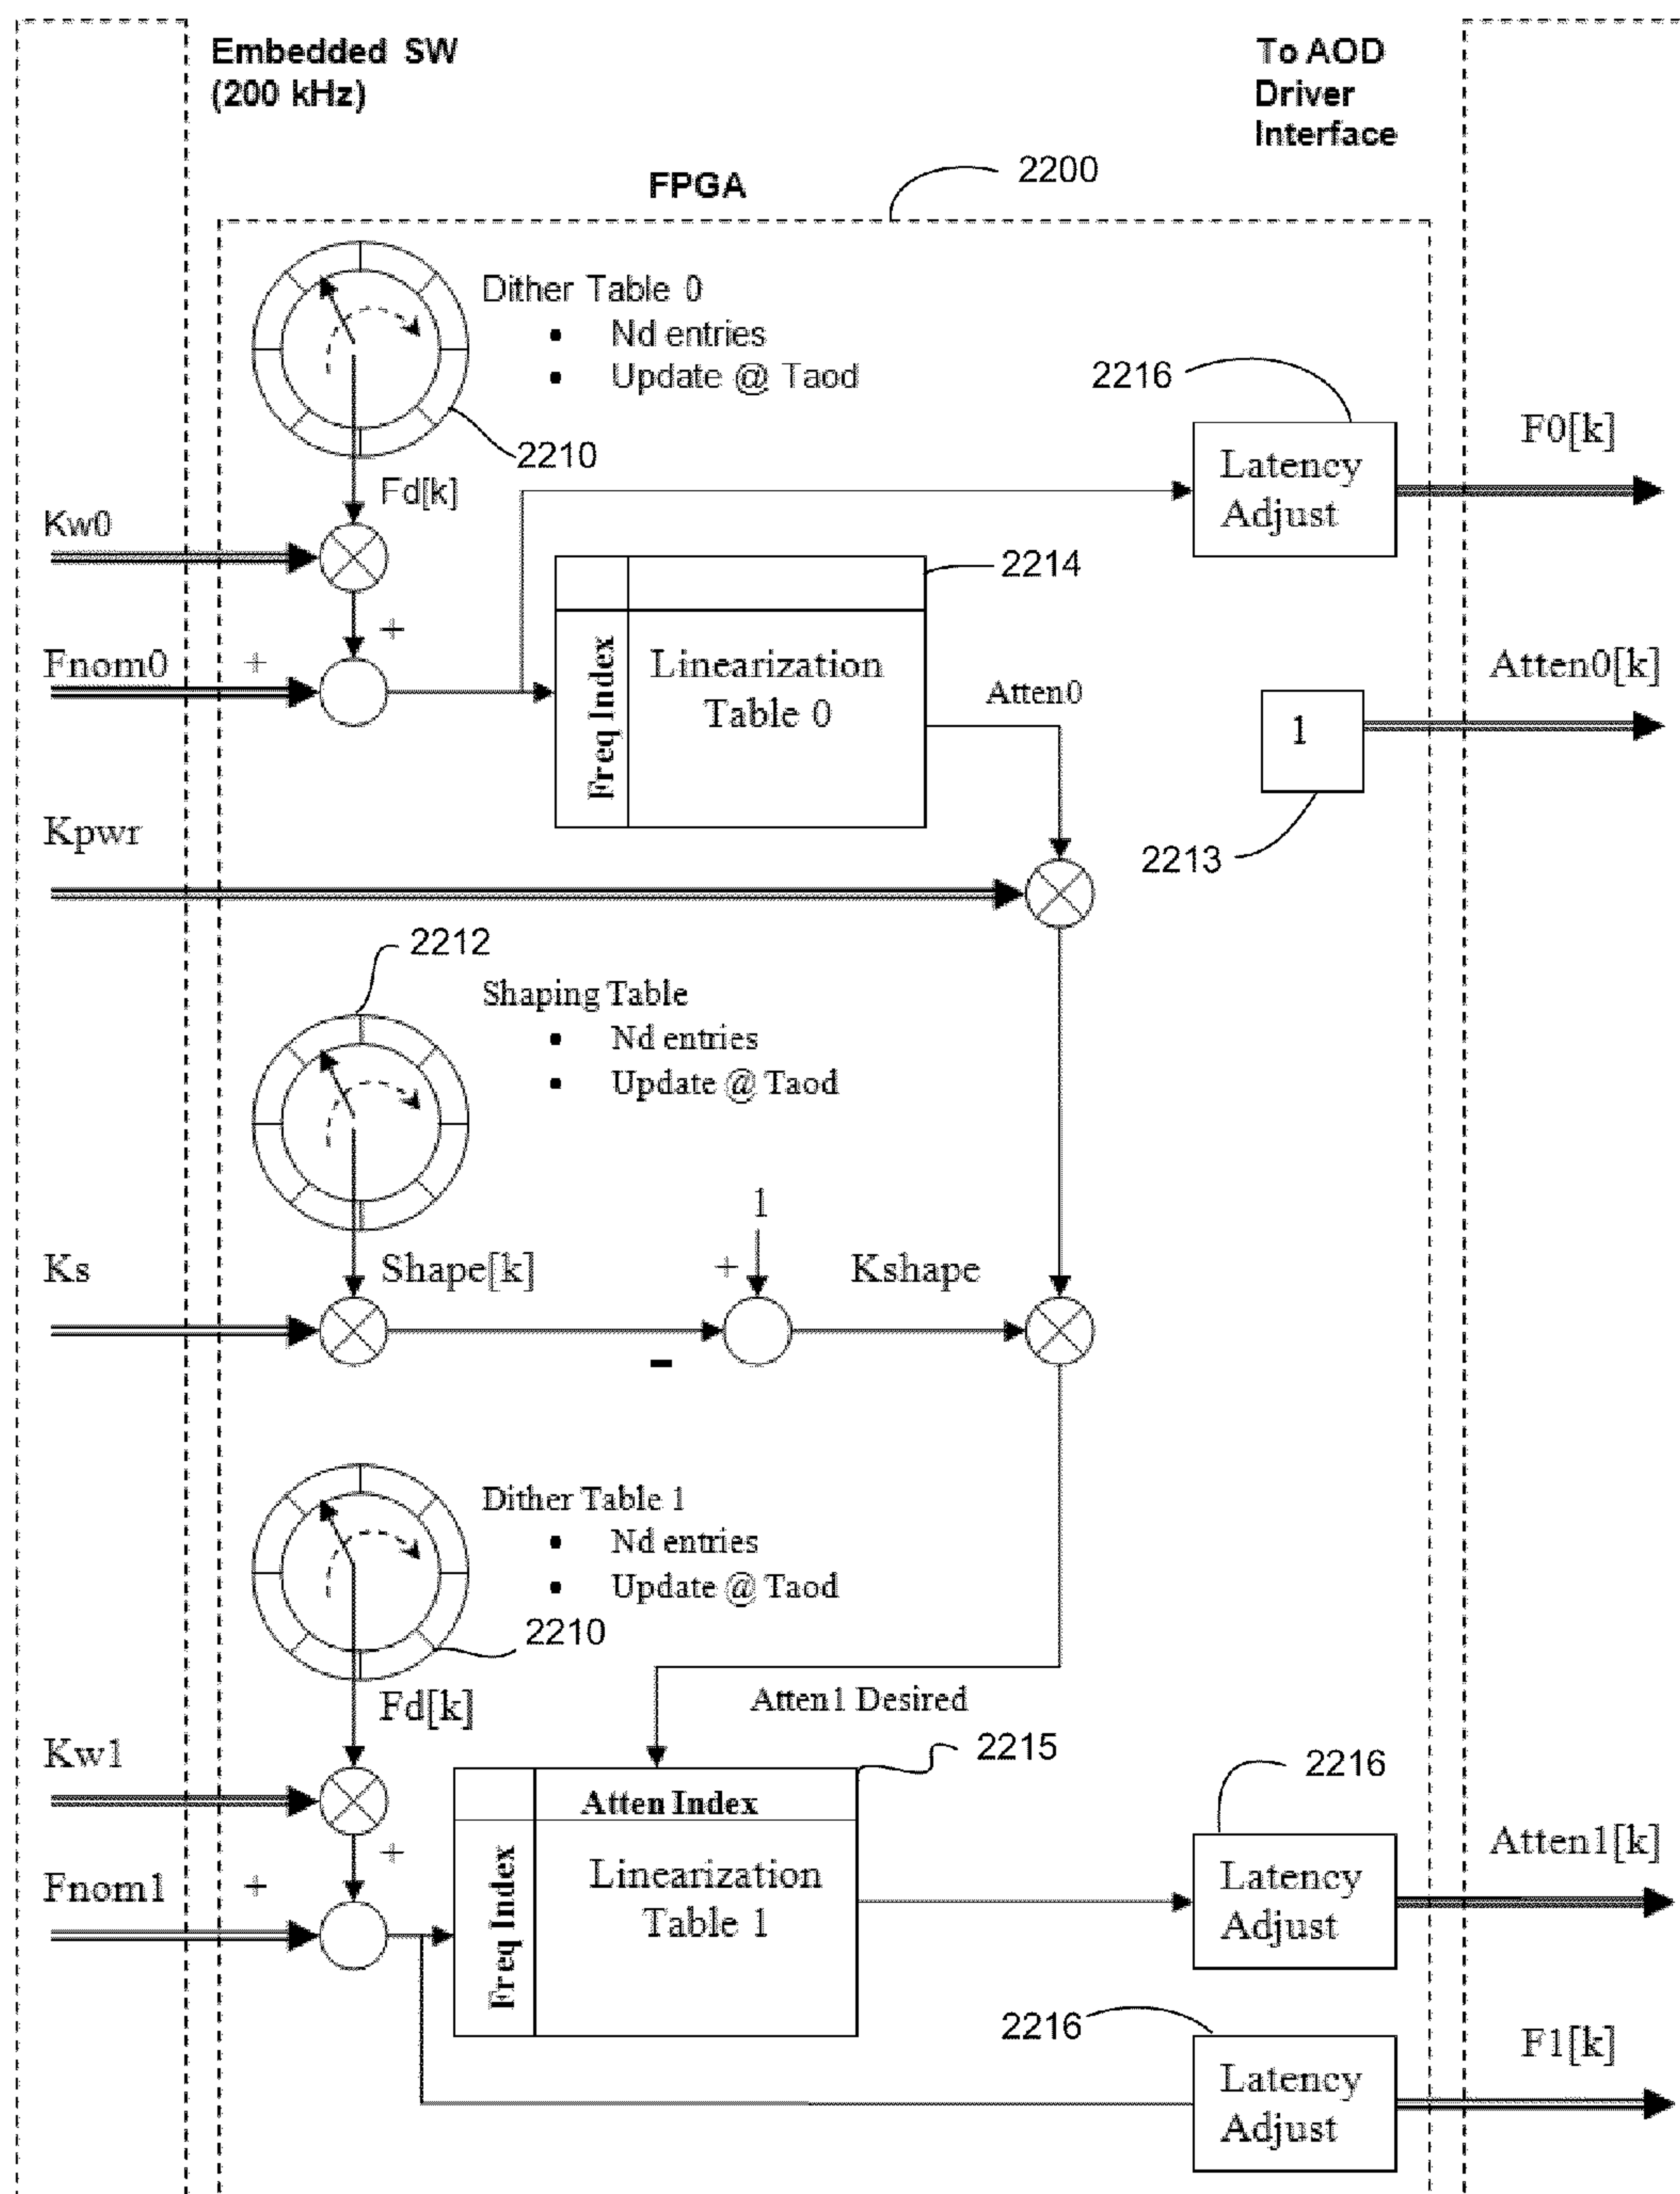 Embedded SW
(200 kHz)
To AOD
Driver
Interface
FPGA
2200
Dither Table 0
• Nd entries
• Update @ Taod
2210
2216
Latency
Adjust
F0[k]
Fd[k]
Kw0
2214
+
Fnom0
+
Freq Index
Linearization
Table 0
Atten0
Atten0[k]
1
2213
Kpwr
2212
Shaping Table
• Nd entries
• Update @ Taod
1
Ks
Shape[k]
+
Kshape
-
Dither Table 1
• Nd entries
• Update @ Taod
2210
Fd[k]
Atten1 Desired
2215
Kw1
2216
Atten Index
+
Fnom1
+
Freq Index
Linearization
Table 1
Latency
Adjust
Atten1[k]
2216
Latency
Adjust
F1[k]